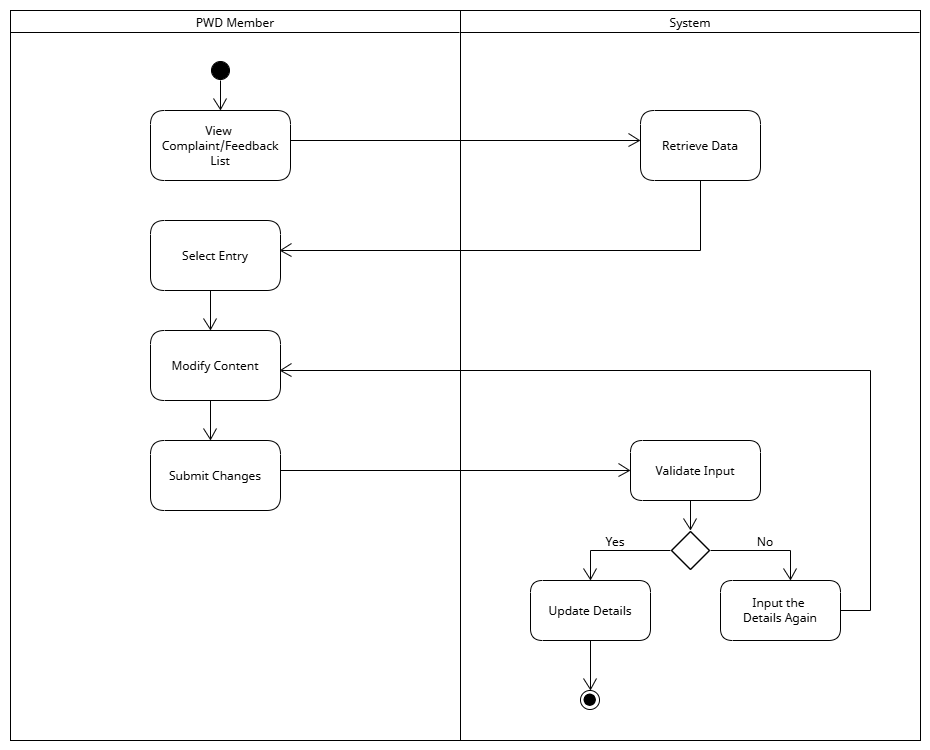 PWD Member
System
View
Complaint/Feedback
List
Retrieve Data
Select Entry
Modify Content
Submit Changes
Validate Input
Yes
No
Update Details
Input the
Details Again